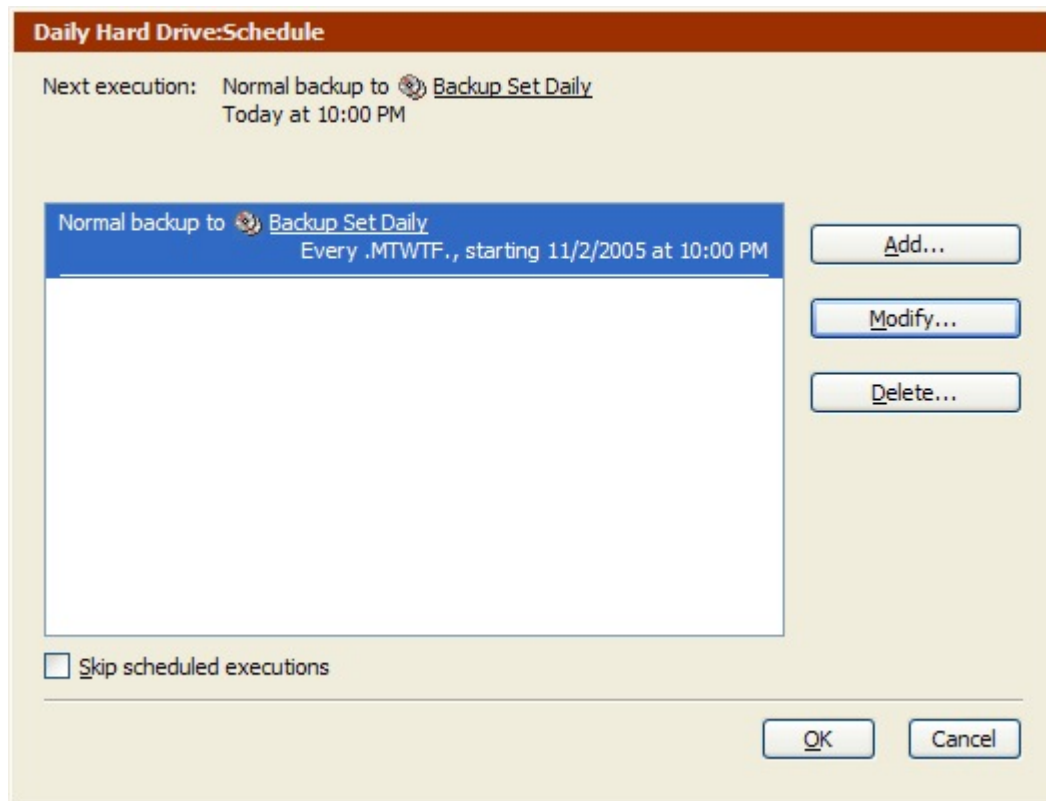 Daily Hard Drive:Schedule
Next execution: Normal backup to Backup Set Daily
Today at 10:00 PM
Normal backup to Backup Set Daily
Every .MTWTF., starting 11/2/2005 at 10:00 PM
Add...
Modify...
Delete...
Skip scheduled executions
OK Cancel